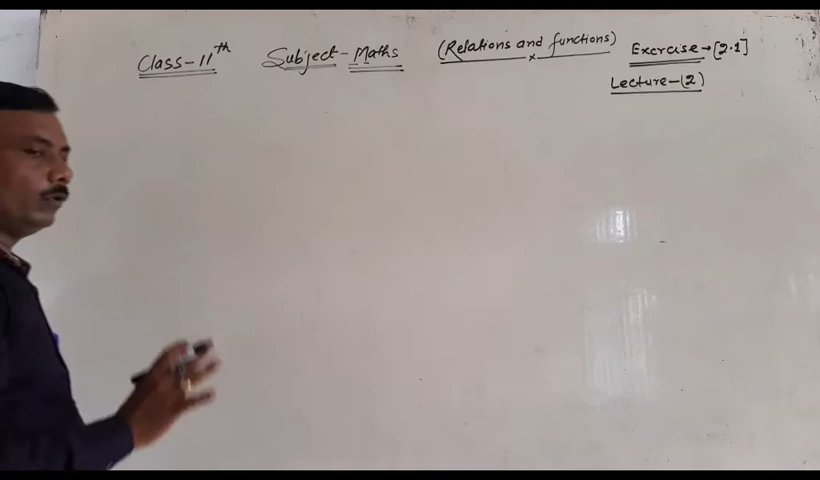 Class-11th Subject-Maths (Relations and functions) Exercise→[2.1]
Lecture-(2)